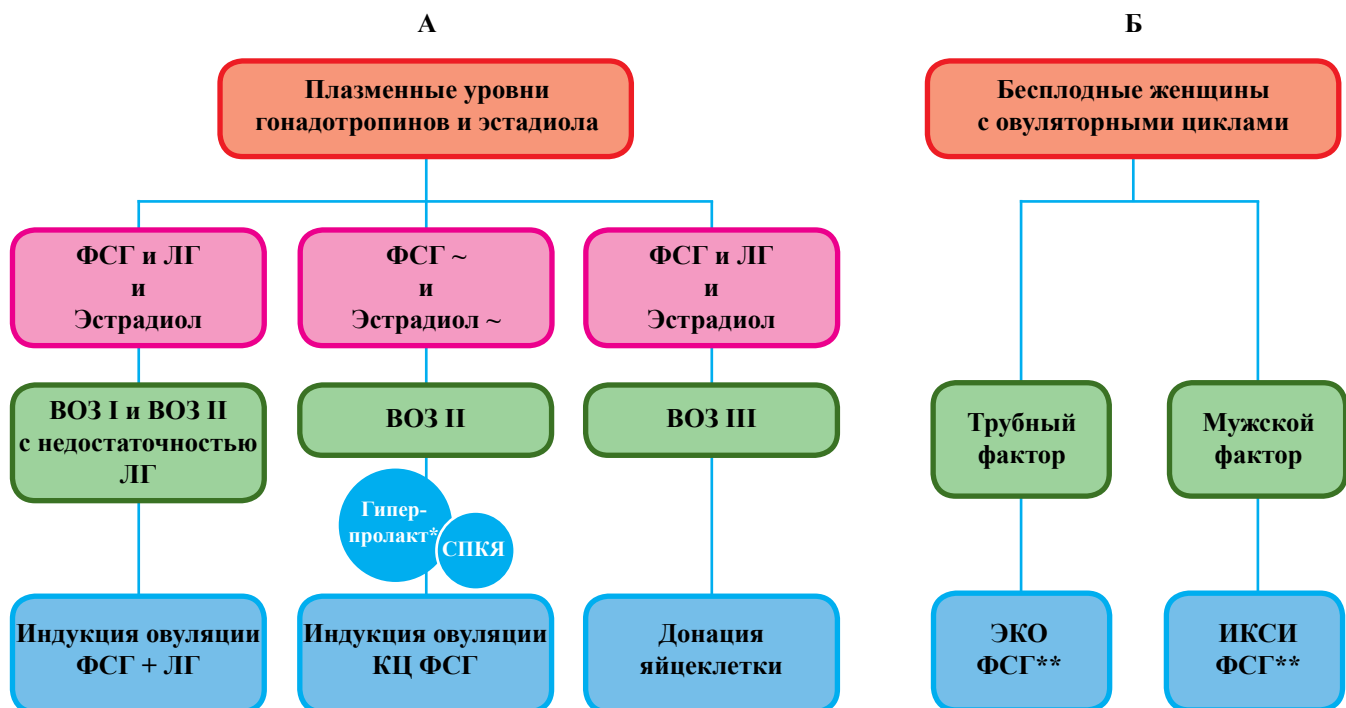 А
Плазменные уровни
гонадотропинов и эстадиола
ФСГ и ЛГ
и
Эстрадиол
ФСГ ~
и
Эстрадиол ~
ФСГ и ЛГ
и
Эстрадиол
ВОЗ I и ВОЗ II
с недостаточностью
ЛГ
ВОЗ II
ВОЗ III
Гипер-
пролакт*
СПКЯ
Индукция овуляции
ФСГ + ЛГ
Индукция овуляции
КЦ ФСГ
Донация
яйцеклетки
Б
Бесплодные женщины
с овуляторными циклами
Трубный
фактор
Мужской
фактор
ЭКО
ФСГ**
ИКСИ
ФСГ**